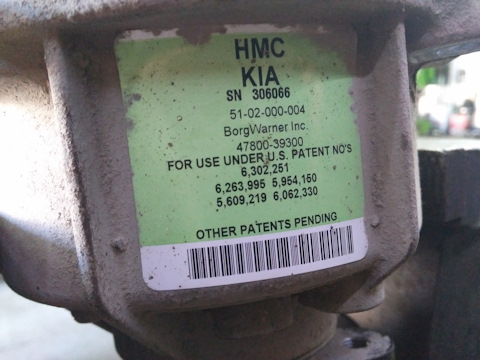 HMC
KIA
SN 306066
51-02-000-004
BorgWarner Inc.
47800-39300
FOR USE UNDER U.S. PATENT NO'S
6,302,251
6,263,995 5,954,150
5,609,219 6,062,330
OTHER PATENTS PENDING